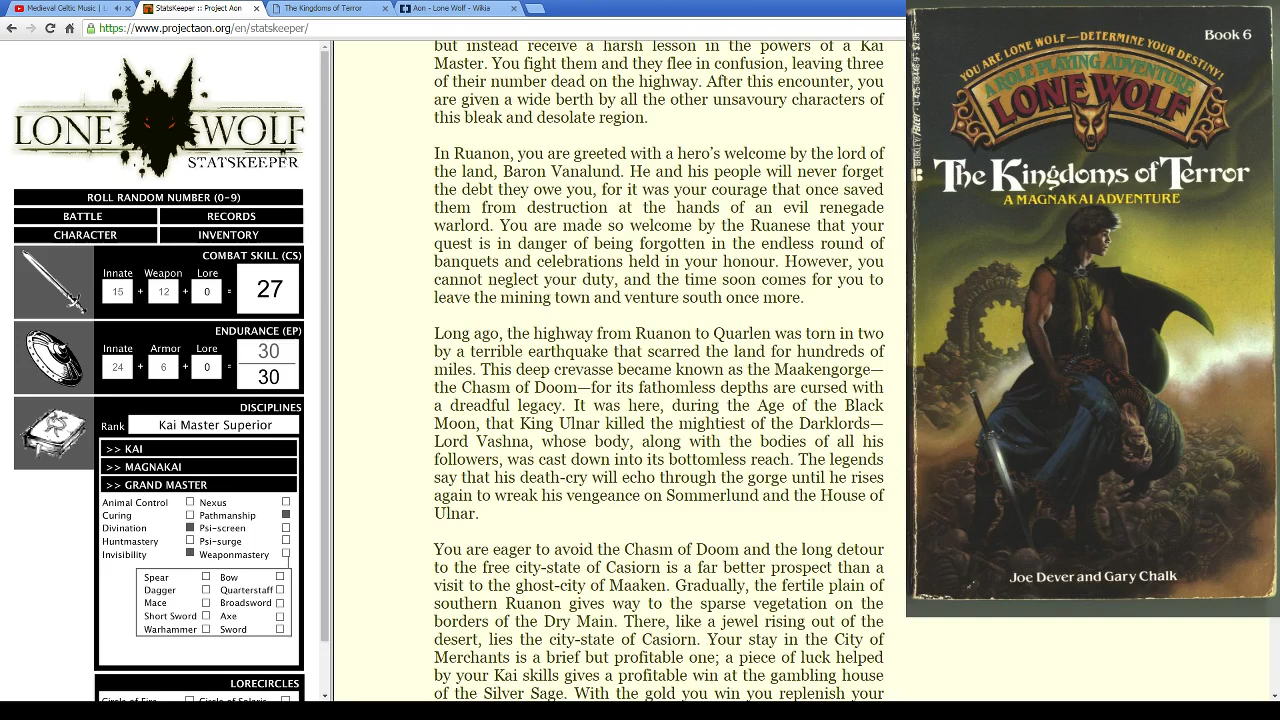 Medieval Celtic Music | L
StatsKeeper :: Project Aon
The Kingdoms of Terror
Aon - Lone Wolf - Wikia
https://www.projectaon.org/en/statskeeper/
LONE WOLF
STATSKEEPER
ROLL RANDOM NUMBER (0-9)
BATTLE RECORDS
CHARACTER INVENTORY
COMBAT SKILL (CS)
Innate Weapon Lore
15 + 12 + 0 = 27
ENDURANCE (EP)
Innate Armor Lore 30
24 + 6 + 0 = 30
DISCIPLINES
Rank Kai Master Superior
>> KAI
>> MAGNAKAI
>> GRAND MASTER
Animal Control Nexus
Curing Pathmanship
Divination Psi-screen
Huntmastery Psi-surge
Invisibility Weaponmastery
Spear Bow
Dagger Quarterstaff
Mace Broadsword
Short Sword Axe
Warhammer Sword
LORECIRCLES
Circle of Fire Circle of Solaris
but instead receive a harsh lesson in the powers of a Kai
Master. You fight them and they flee in confusion, leaving three
of their number dead on the highway. After this encounter, you
are given a wide berth by all the other unsavoury characters of
this bleak and desolate region.
In Ruanon, you are greeted with a hero's welcome by the lord of
the land, Baron Vanalund. He and his people will never forget
the debt they owe you, for it was your courage that once saved
them from destruction at the hands of an evil renegade
warlord. You are made so welcome by the Ruanese that your
quest is in danger of being forgotten in the endless round of
banquets and celebrations held in your honour. However, you
cannot neglect your duty, and the time soon comes for you to
leave the mining town and venture south once more.
Long ago, the highway from Ruanon to Quarlen was torn in two
by a terrible earthquake that scarred the land for hundreds of
miles. This deep crevasse became known as the Maakengorge—
the Chasm of Doom—for its fathomless depths are cursed with
a dreadful legacy. It was here, during the Age of the Black
Moon, that King Ulnar killed the mightiest of the Darklords—
Lord Vashna, whose body, along with the bodies of all his
followers, was cast down into its bottomless reach. The legends
say that his death-cry will echo through the gorge until he rises
again to wreak his vengeance on Sommerlund and the House of
Ulnar.
You are eager to avoid the Chasm of Doom and the long detour
to the free city-state of Casiorn is a far better prospect than a
visit to the ghost-city of Maaken. Gradually, the fertile plain of
southern Ruanon gives way to the sparse vegetation on the
borders of the Dry Main. There, like a jewel rising out of the
desert, lies the city-state of Casiorn. Your stay in the City of
Merchants is a brief but profitable one; a piece of luck helped
by your Kai skills gives a profitable win at the gambling house
of the Silver Sage. With the gold you win you replenish your
Book 6
YOU ARE LONE WOLF—DETERMINE YOUR DESTINY!
A ROLE PLAYING ADVENTURE
LONE WOLF
The Kingdoms of Terror
A MAGNAKAI ADVENTURE
Joe Dever and Gary Chalk